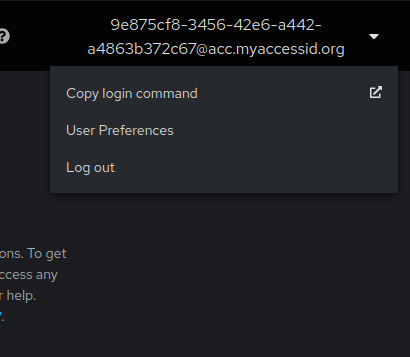 9e875cf8-3456-42e6-a442-
a4863b372c67@acc.myaccessid.org
Copy login command
User Preferences
Log out
ons. To get
ccess any
r help.